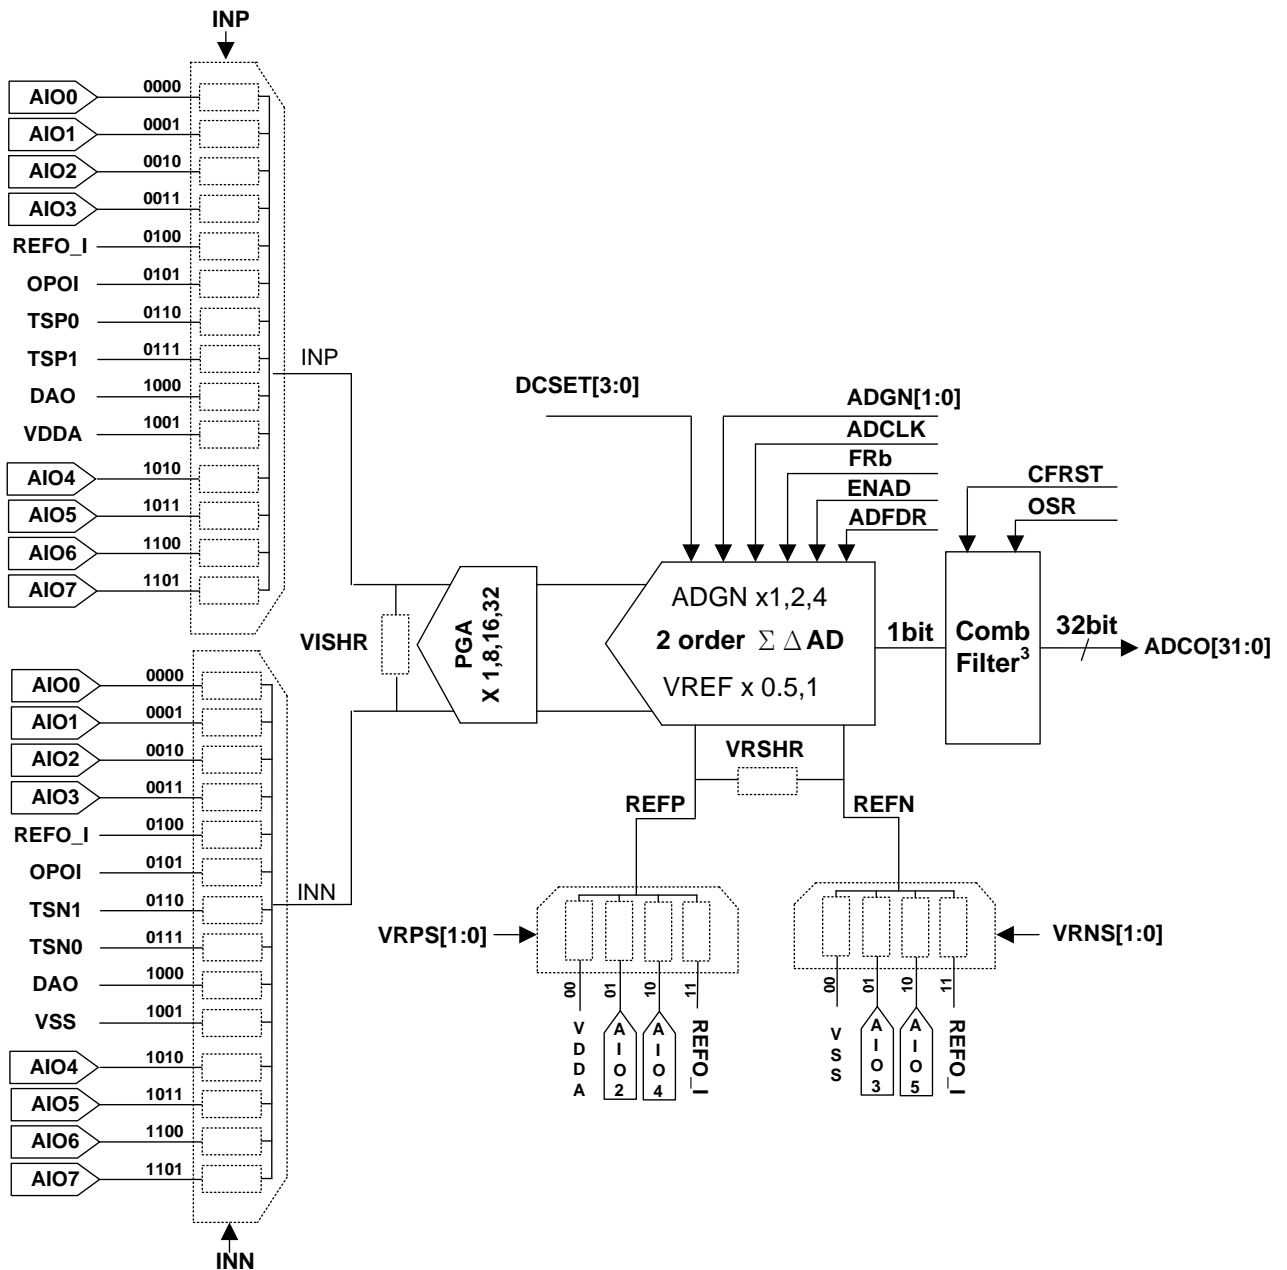 INP
AIO0 0000
AIO1 0001
AIO2 0010
AIO3 0011
REFO_I 0100
OPOI 0101
TSP0 0110
TSP1 0111
DAO 1000
VDDA 1001
AIO4 1010
AIO5 1011
AIO6 1100
AIO7 1101
INP
DCSET[3:0]
ADGN[1:0]
ADCLK
FRb
ENAD
ADFDR
CFRST
OSR
VISHR
PGA
X 1,8,16,32
ADGN x1,2,4
2 order Σ Δ AD
VREF x 0.5,1
1bit
Comb
Filter³
32bit
ADCO[31:0]
VRSHR
REFP
REFN
AIO0 0000
AIO1 0001
AIO2 0010
AIO3 0011
REFO_I 0100
OPOI 0101
TSN1 0110
TSN0 0111
DAO 1000
VSS 1001
AIO4 1010
AIO5 1011
AIO6 1100
AIO7 1101
INN
INN
VRPS[1:0]
00 01 10 11
VDDA AIO2 AIO4 REFO_I
VRNS[1:0]
00 01 10 11
VSS AIO3 AIO5 REFO_I